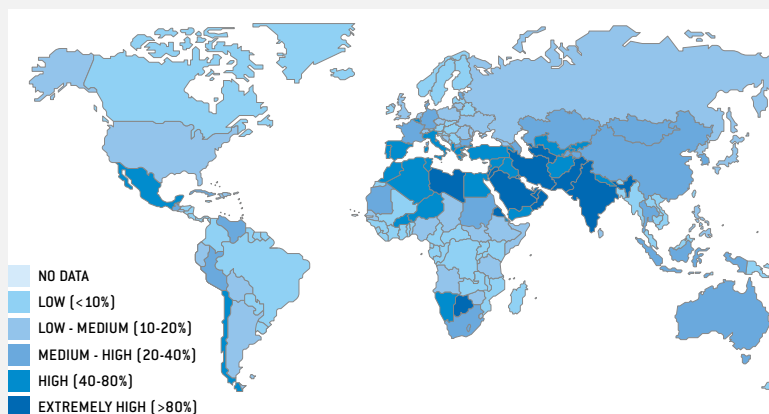 NO DATA
LOW (<10%)
LOW - MEDIUM (10-20%)
MEDIUM - HIGH (20-40%)
HIGH (40-80%)
EXTREMELY HIGH (>80%)